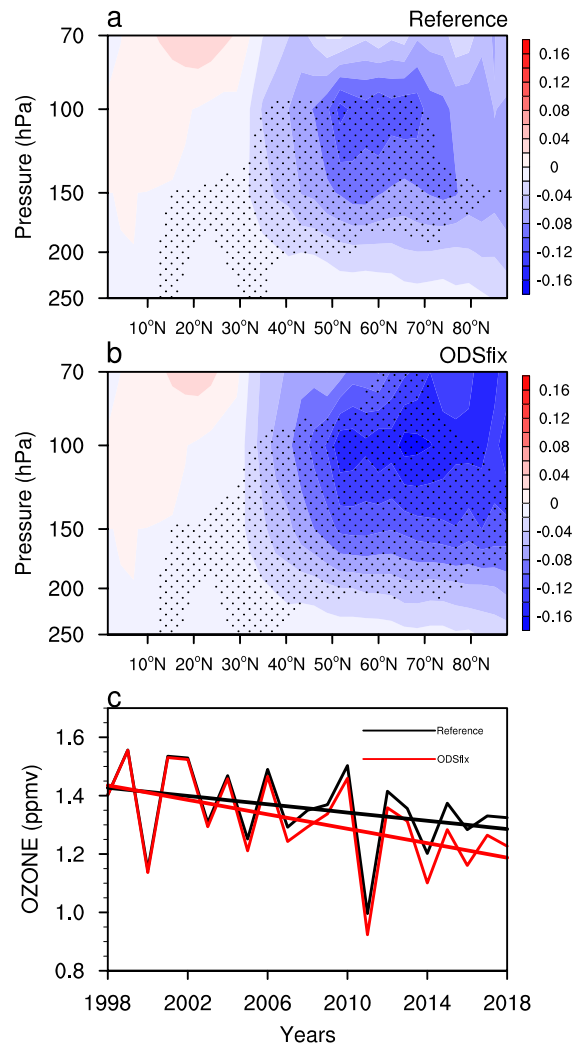 a Reference
70
100
150
200
250
Pressure (hPa)
10°N 20°N 30°N 40°N 50°N 60°N 70°N 80°N
0.16
0.12
0.08
0.04
0
-0.04
-0.08
-0.12
-0.16
b ODSfix
70
100
150
200
250
Pressure (hPa)
10°N 20°N 30°N 40°N 50°N 60°N 70°N 80°N
0.16
0.12
0.08
0.04
0
-0.04
-0.08
-0.12
-0.16
c
Reference
ODSfix
1.6
1.4
1.2
1.0
0.8
OZONE (ppmv)
1998 2002 2006 2010 2014 2018
Years